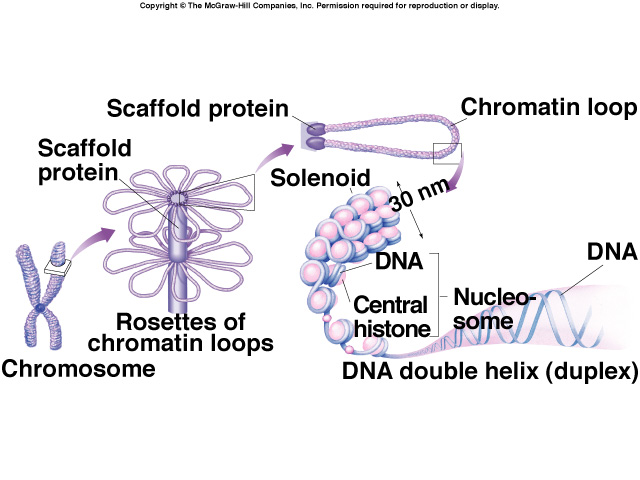 Copyright © The McGraw-Hill Companies, Inc. Permission required for reproduction or display.
Scaffold protein
Chromatin loop
Scaffold
protein
Solenoid
30 nm
DNA
DNA
Central
histone
Nucleo-
some
Rosettes of
chromatin loops
Chromosome
DNA double helix (duplex)